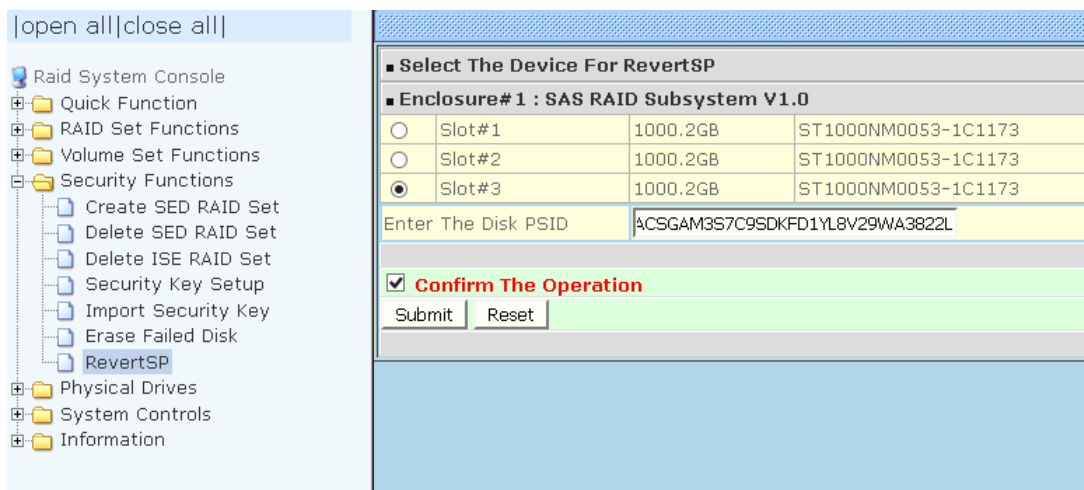 |open all|close all|
Raid System Console
Quick Function
RAID Set Functions
Volume Set Functions
Security Functions
Create SED RAID Set
Delete SED RAID Set
Delete ISE RAID Set
Security Key Setup
Import Security Key
Erase Failed Disk
RevertSP
Physical Drives
System Controls
Information
Select The Device For RevertSP
Enclosure#1 : SAS RAID Subsystem V1.0
Slot#1 1000.2GB ST1000NM0053-1C1173
Slot#2 1000.2GB ST1000NM0053-1C1173
Slot#3 1000.2GB ST1000NM0053-1C1173
Enter The Disk PSID ACSGAM3S7C9SDKFD1YL8V29WA3822L
Confirm The Operation
Submit Reset